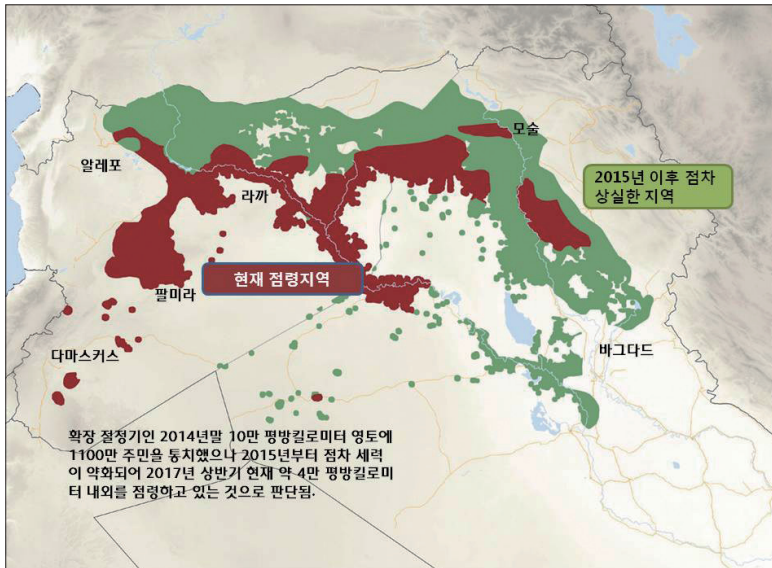 모술
알레포
2015년 이후 점차
상실한 지역
라까
현재 점령지역
팔미라
다마스커스
바그다드
확장 절정기인 2014년말 10만 평방킬로미터 영토에
1100만 주민을 통치했으나 2015년부터 점차 세력
이 약화되어 2017년 상반기 현재 약 4만 평방킬로미
터 내외를 점령하고 있는 것으로 판단됨.